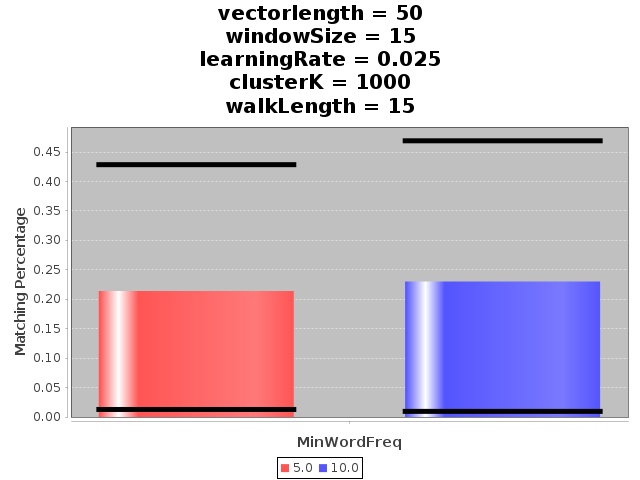 vectorlength = 50
windowSize = 15
learningRate = 0.025
clusterK = 1000
walkLength = 15
0.45
0.40
0.35
0.30
0.25
0.20
0.15
0.10
0.05
0.00
Matching Percentage
MinWordFreq
5.0 10.0